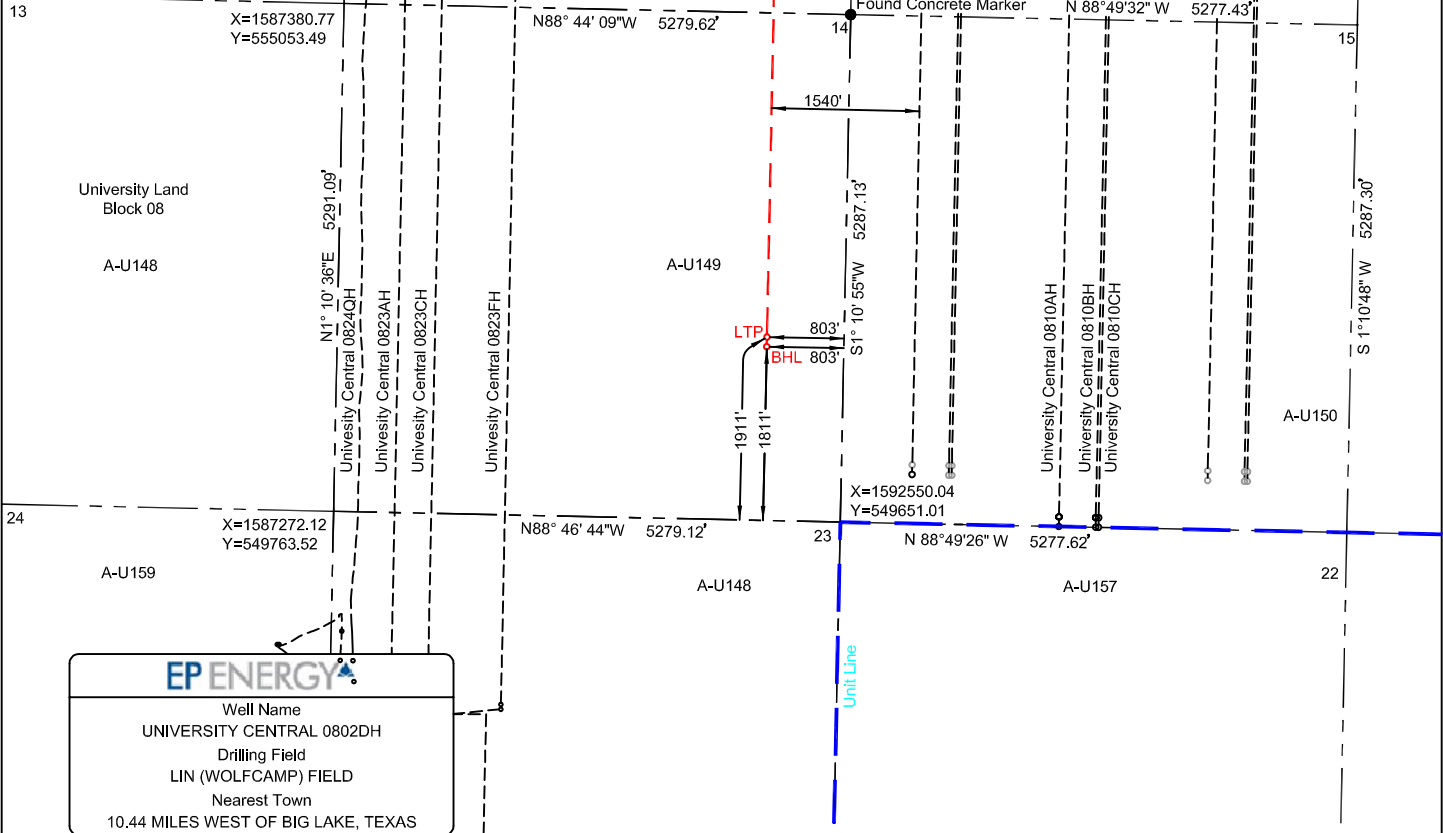 13
X=1587380.77
Y=555053.49
N88° 44' 09"W 5279.62'
Found Concrete Marker
14
N 88°49'32" W 5277.43'
15
1540'
University Land
Block 08
A-U148
N1° 10' 36"E 5291.09'
Univesity Central 0824QH
Univesity Central 0823AH
Univesity Central 0823CH
Univesity Central 0823FH
A-U149
LTP
803'
BHL 803'
1911'
1811'
S1° 10' 55"W 5287.13'
University Central 0810AH
University Central 0810BH
University Central 0810CH
S 1°10'48" W 5287.30'
A-U150
24
X=1587272.12
Y=549763.52
N88° 46' 44"W 5279.12'
X=1592550.04
Y=549651.01
23
N 88°49'26" W 5277.62'
22
A-U159
A-U148
A-U157
Unit Line
EP ENERGY
Well Name
UNIVERSITY CENTRAL 0802DH
Drilling Field
LIN (WOLFCAMP) FIELD
Nearest Town
10.44 MILES WEST OF BIG LAKE, TEXAS